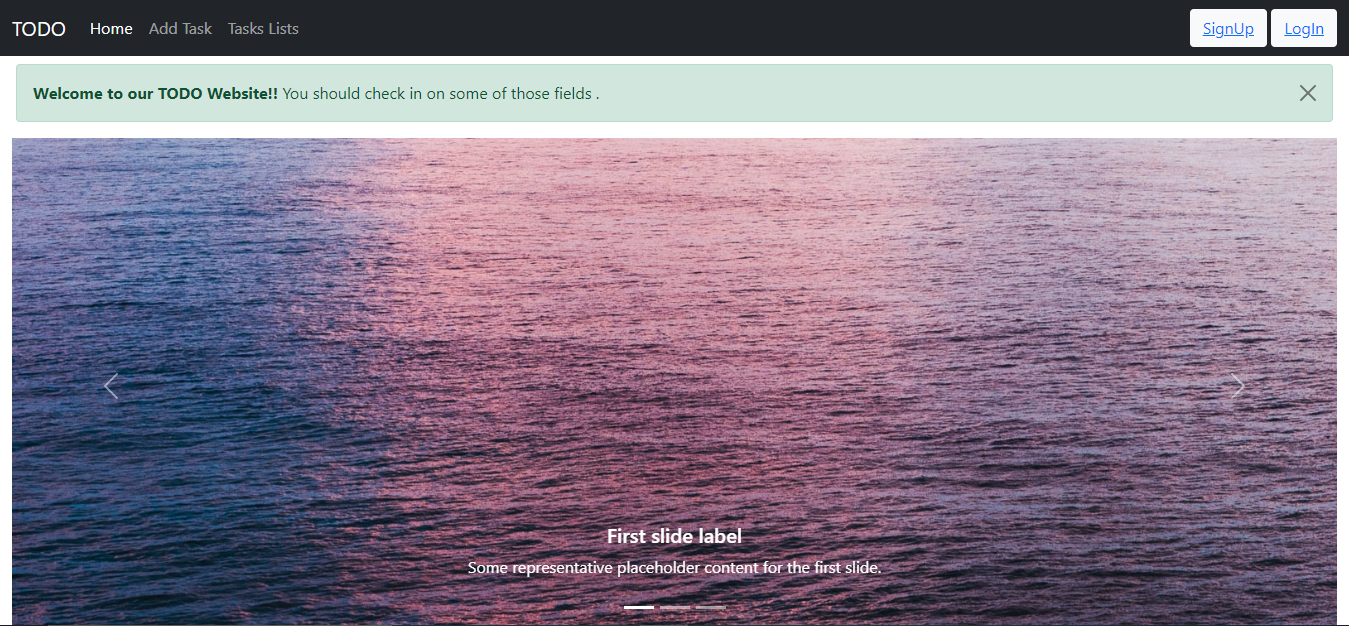 TODO Home Add Task Tasks Lists SignUp LogIn
Welcome to our TODO Website!! You should check in on some of those fields .
First slide label
Some representative placeholder content for the first slide.